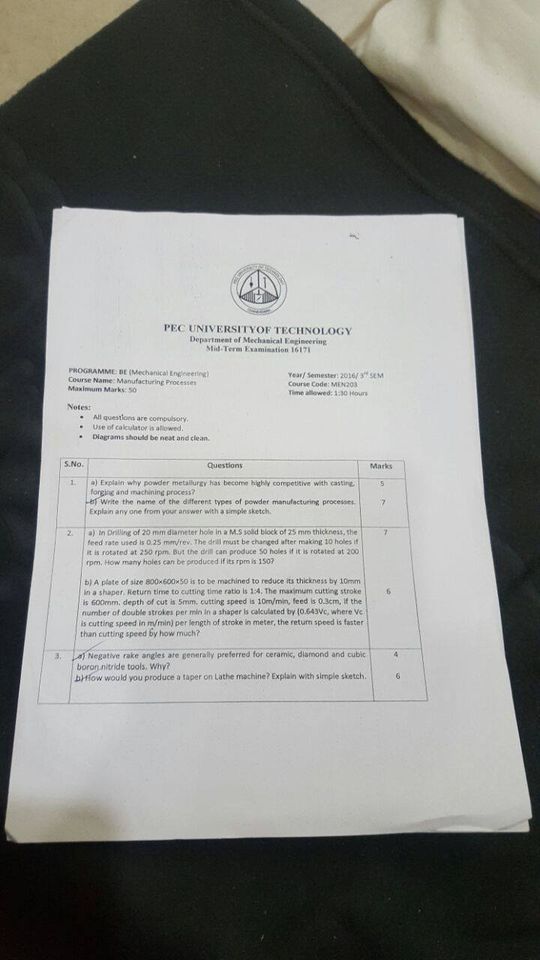 PEC UNIVERSITYOF TECHNOLOGY
Department of Mechanical Engineering
Mid-Term Examination 16171
PROGRAMME: BE (Mechanical Engineering)
Year/ Semester: 2016/ 3rd SEM
Course Name: Manufacturing Processes
Course Code: MEN203
Maximum Marks: 50
Time allowed: 1:30 Hours
Notes:
• All questions are compulsory.
• Use of calculator is allowed.
• Diagrams should be neat and clean.
S.No. Questions Marks
1. a) Explain why powder metallurgy has become highly competitive with casting, 5
forging and machining process?
b) Write the name of the different types of powder manufacturing processes. 7
Explain any one from your answer with a simple sketch.
2. a) In Drilling of 20 mm diameter hole in a M.S solid block of 25 mm thickness, the 7
feed rate used is 0.25 mm/rev. The drill must be changed after making 10 holes if
it is rotated at 250 rpm. But the drill can produce 50 holes if it is rotated at 200
rpm. How many holes can be produced if its rpm is 150?
b) A plate of size 800×600×50 is to be machined to reduce its thickness by 10mm
in a shaper. Return time to cutting time ratio is 1:4. The maximum cutting stroke 6
is 600mm. depth of cut is 5mm. cutting speed is 10m/min, feed is 0.3cm, if the
number of double strokes per min in a shaper is calculated by (0.643Vc, where Vc
is cutting speed in m/min) per length of stroke in meter, the return speed is faster
than cutting speed by how much?
3. a) Negative rake angles are generally preferred for ceramic, diamond and cubic 4
boron nitride tools. Why?
b) How would you produce a taper on Lathe machine? Explain with simple sketch. 6